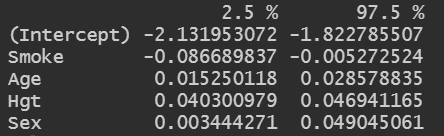 2.5 % 97.5 %
(Intercept) -2.131953072 -1.822785507
Smoke -0.086689837 -0.005272524
Age 0.015250118 0.028578835
Hgt 0.040300979 0.046941165
Sex 0.003444271 0.049045061